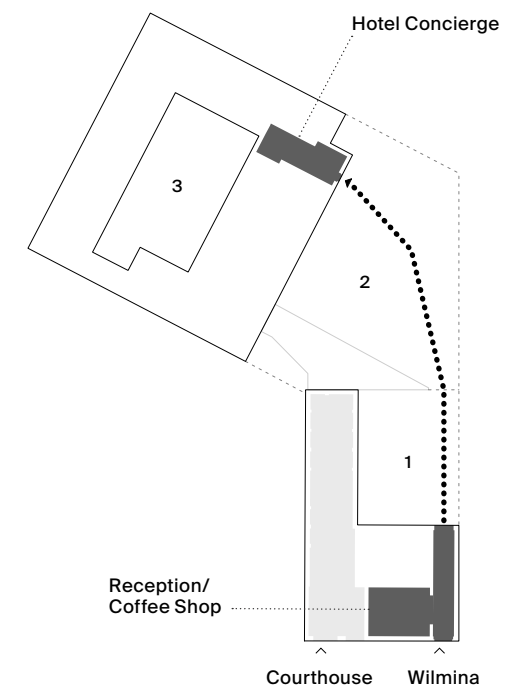 Hotel Concierge
3
2
1
Reception/
Coffee Shop
Courthouse
Wilmina